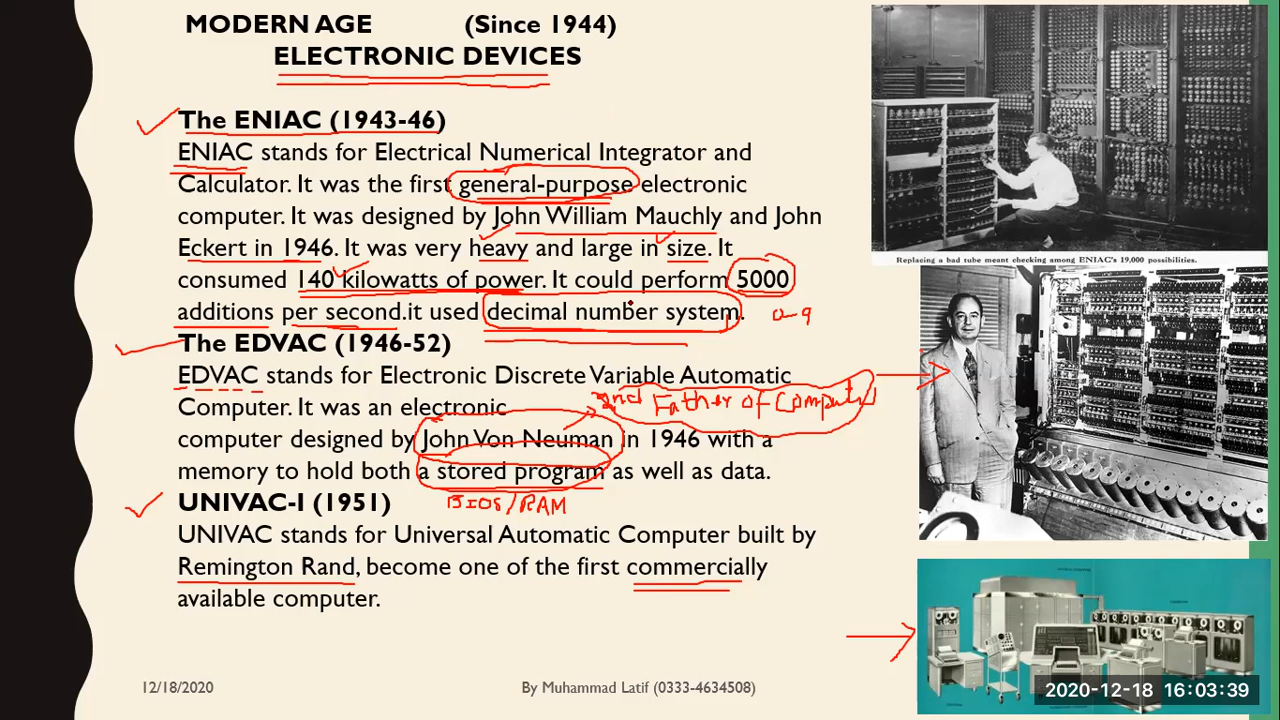 MODERN AGE (Since 1944)
ELECTRONIC DEVICES
The ENIAC (1943-46)
ENIAC stands for Electrical Numerical Integrator and
Calculator. It was the first general-purpose electronic
computer. It was designed by John William Mauchly and John
Eckert in 1946. It was very heavy and large in size. It
consumed 140 kilowatts of power. It could perform 5000
additions per second.it used decimal number system. 0-9
The EDVAC (1946-52)
EDVAC stands for Electronic Discrete Variable Automatic
Computer. It was an electronic
2nd Father of Computer
computer designed by John Von Neuman in 1946 with a
memory to hold both a stored program as well as data.
BIOS/RAM
UNIVAC-I (1951)
UNIVAC stands for Universal Automatic Computer built by
Remington Rand, become one of the first commercially
available computer.
Replacing a bad tube meant checking among ENIAC's 19,000 possibilities.
12/18/2020
By Muhammad Latif (0333-4634508)
2020-12-18 16:03:39